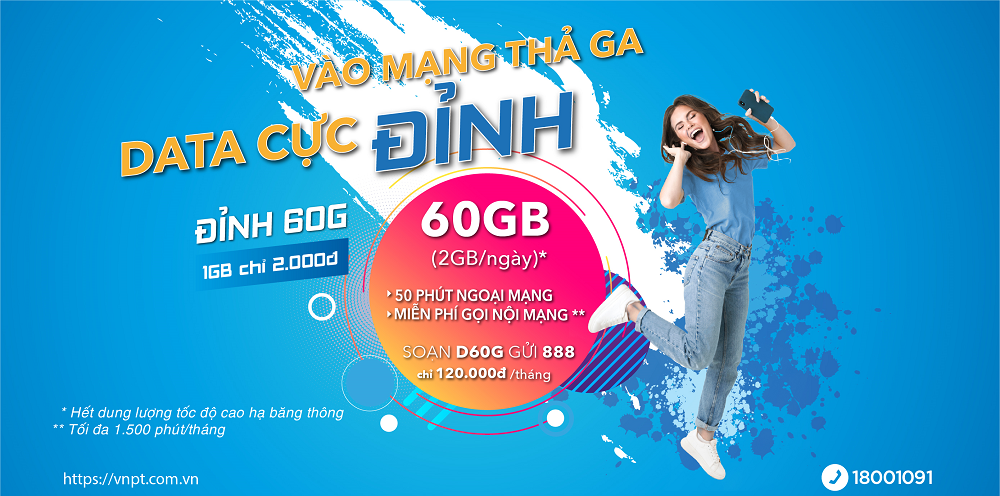 VÀO MẠNG THẢ GA
DATA CỰC ĐỈNH
ĐỈNH 60G
1GB chỉ 2.000đ
60GB
(2GB/ngày)*
50 PHÚT NGOẠI MẠNG
MIỄN PHÍ GỌI NỘI MẠNG **
SOẠN D60G GỬI 888
chỉ 120.000đ /tháng
* Hết dung lượng tốc độ cao hạ băng thông
** Tối đa 1.500 phút/tháng
https://vnpt.com.vn
18001091